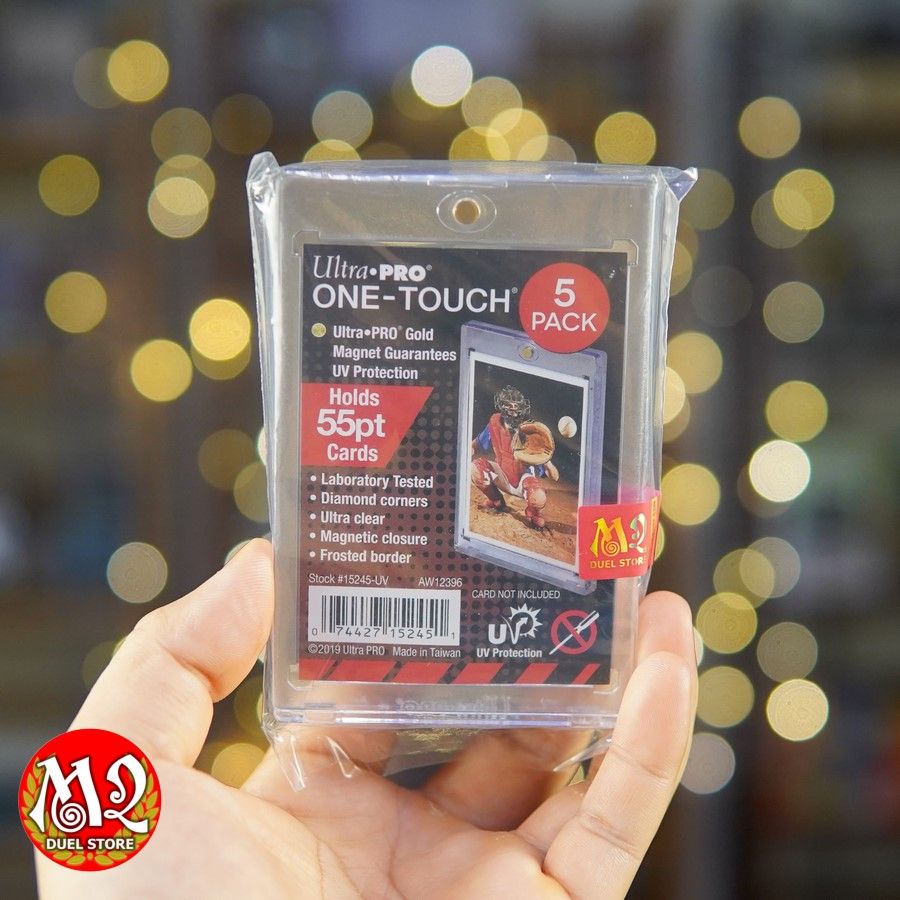 Ultra•PRO®
ONE-TOUCH®
5
PACK
Ultra•PRO® Gold
Magnet Guarantees
UV Protection
Holds
55pt
Cards
• Laboratory Tested
• Diamond corners
• Ultra clear
• Magnetic closure
• Frosted border
Stock #15245-UV AW12396
CARD NOT INCLUDED
0 74427 15245 1
UV
UV Protection
©2019 Ultra PRO Made in Taiwan
M2
DUEL STORE
M2
DUEL STORE